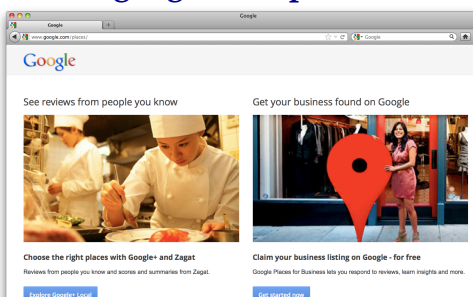 Google
Google
www.google.com/places/
Google
Google
See reviews from people you know
Get your business found on Google
Choose the right places with Google+ and Zagat
Claim your business listing on Google - for free
Reviews from people you know and scores and summaries from Zagat.
Google Places for Business lets you respond to reviews, learn insights and more.
Explore Google+ Local
Get started now